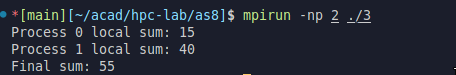 *[main][~/acad/hpc-lab/as8]$ mpirun -np 2 ./3
Process 0 local sum: 15
Process 1 local sum: 40
Final sum: 55